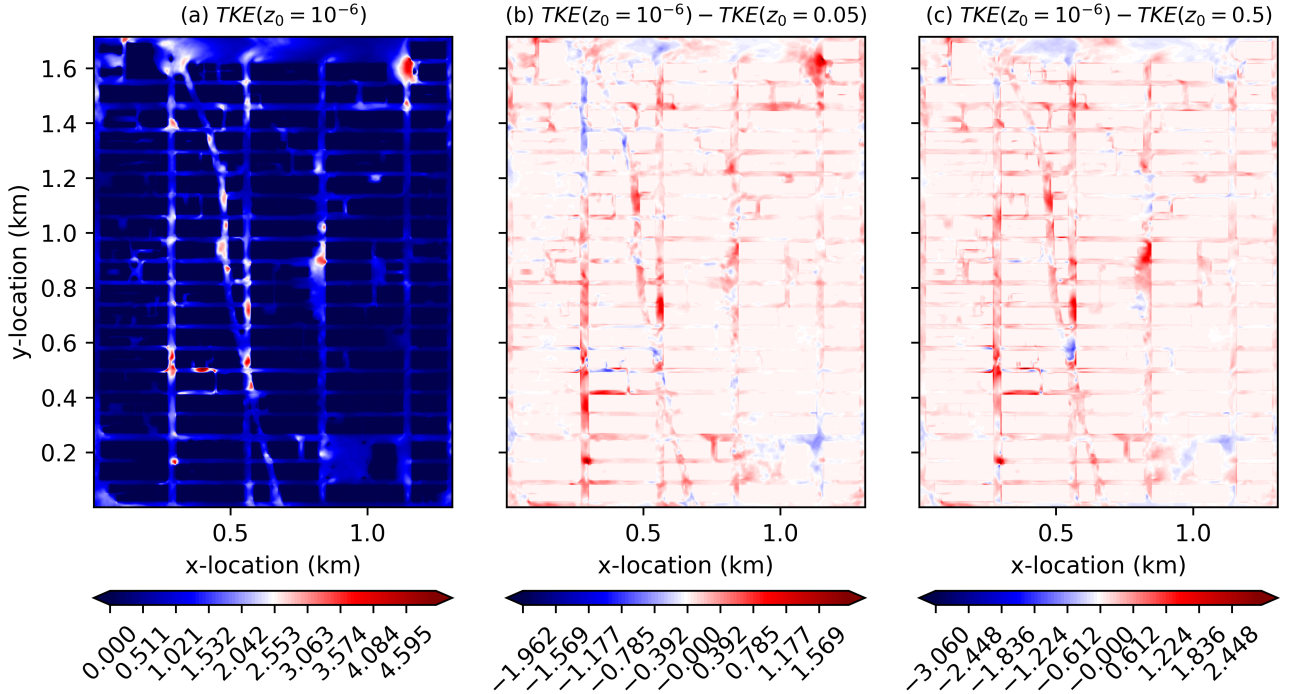 (a) TKE(z₀ = 10⁻⁶)
(b) TKE(z₀ = 10⁻⁶) − TKE(z₀ = 0.05)
(c) TKE(z₀ = 10⁻⁶) − TKE(z₀ = 0.5)
y-location (km)
1.6
1.4
1.2
1.0
0.8
0.6
0.4
0.2
0.5 1.0
0.5 1.0
0.5 1.0
x-location (km)
x-location (km)
x-location (km)
0.000 0.511 1.021 1.532 2.042 2.553 3.063 3.574 4.084 4.595
−1.962 −1.569 −1.177 −0.785 −0.392 −0.000 0.392 0.785 1.177 1.569
−3.060 −2.448 −1.836 −1.224 −0.612 −0.000 0.612 1.224 1.836 2.448